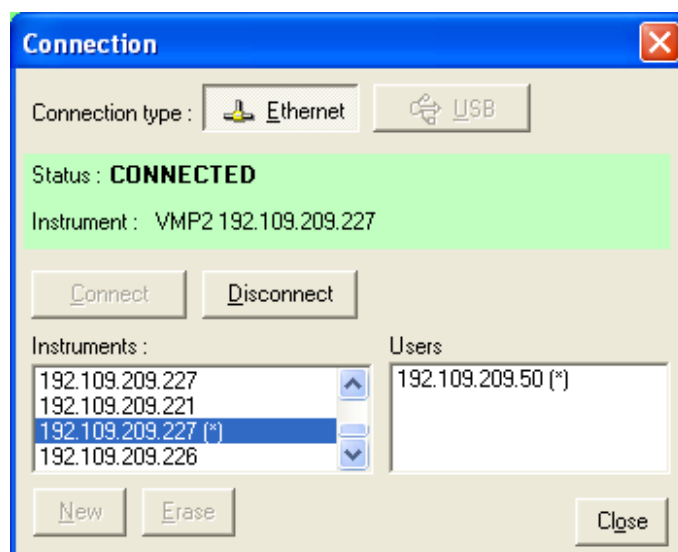 Connection
Connection type : Ethernet USB
Status : CONNECTED
Instrument : VMP2 192.109.209.227
Connect Disconnect
Instruments : Users
192.109.209.227 192.109.209.50 (*)
192.109.209.221
192.109.209.227 (*)
192.109.209.226
New Erase Close